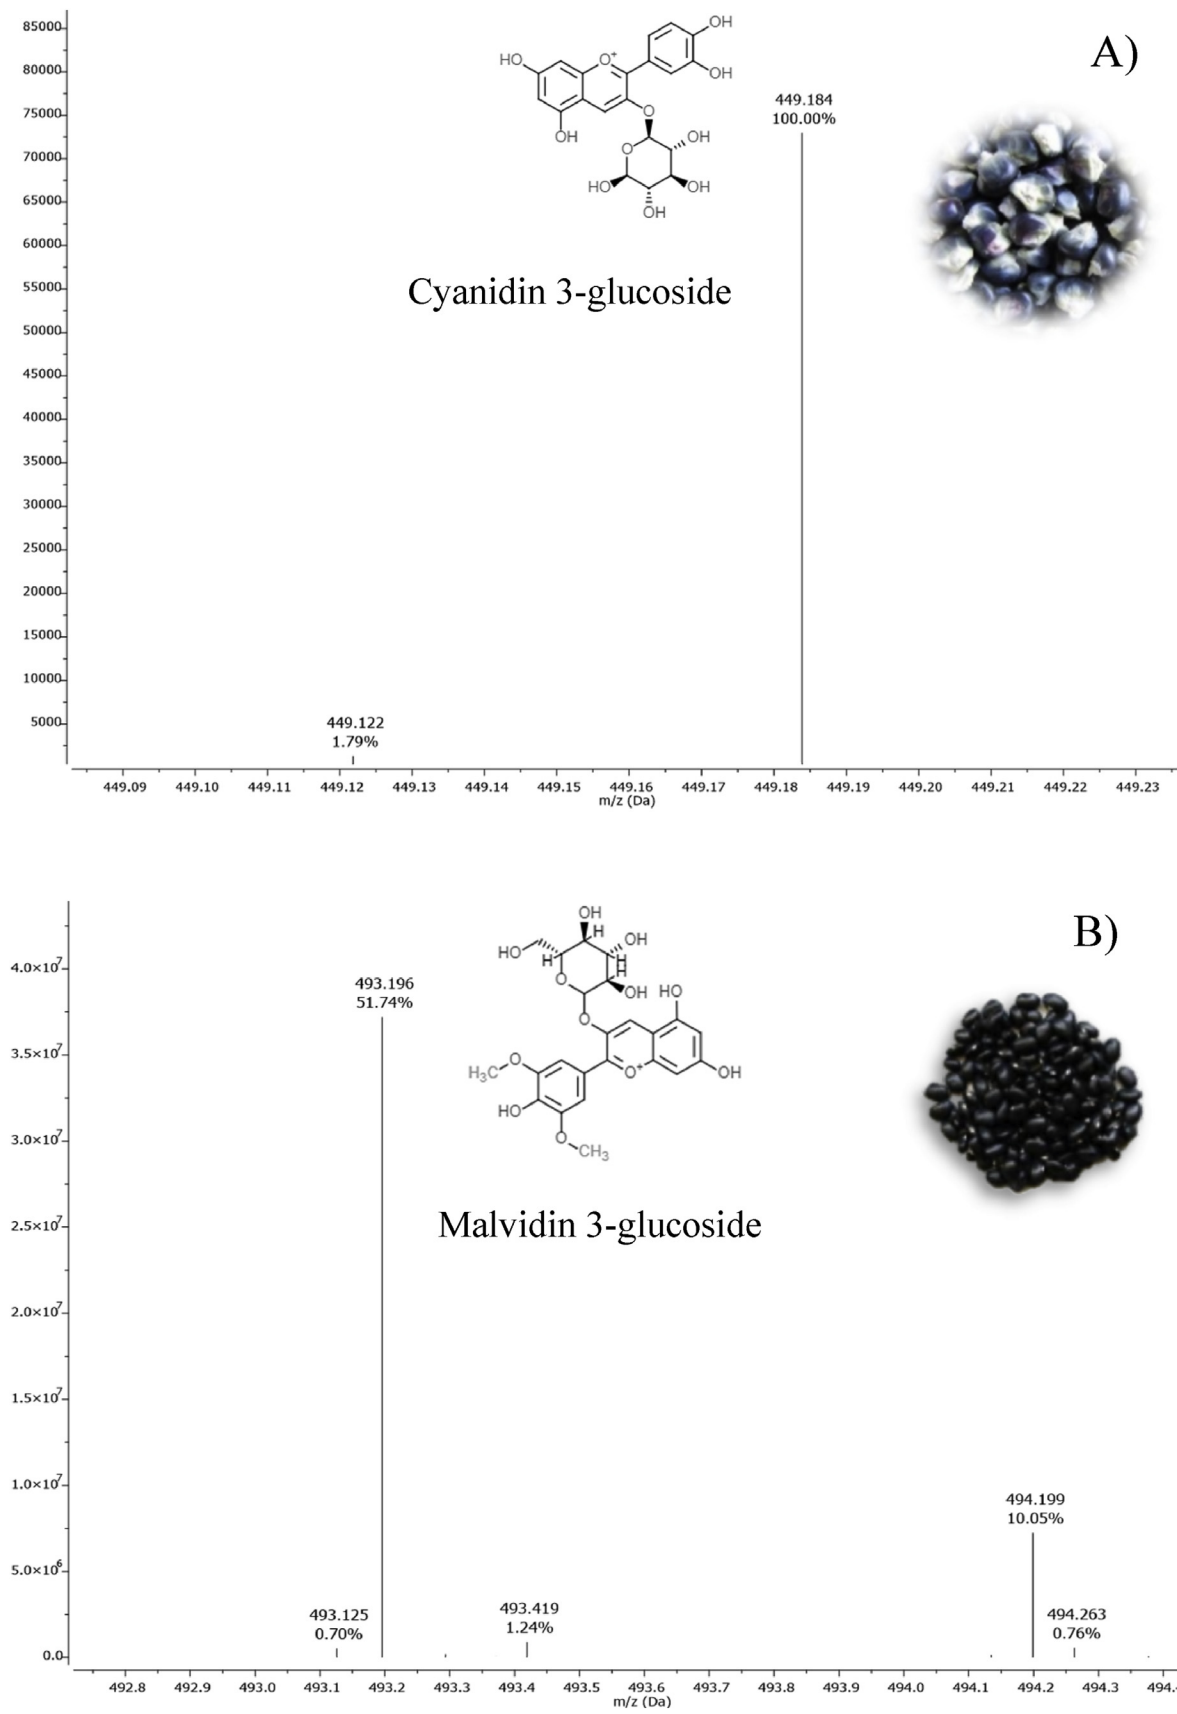 A)
85000
80000
75000
70000
65000
60000
55000
50000
45000
40000
35000
30000
25000
20000
15000
10000
5000
OH
HO
O⁺
OH
OH
O
O
OH
HO
OH
OH
449.184
100.00%
Cyanidin 3-glucoside
449.122
1.79%
449.09 449.10 449.11 449.12 449.13 449.14 449.15 449.16 449.17 449.18 449.19 449.20 449.21 449.22 449.23
m/z (Da)
B)
4.0×10⁷
3.5×10⁷
3.0×10⁷
2.5×10⁷
2.0×10⁷
1.5×10⁷
1.0×10⁷
5.0×10⁶
0.0
OH
H
HO
OH
H
H
H
O
OH
HO
O
O
H₃C
O⁺
OH
HO
O
CH₃
493.196
51.74%
Malvidin 3-glucoside
494.199
10.05%
493.125
0.70%
493.419
1.24%
494.263
0.76%
492.8 492.9 493.0 493.1 493.2 493.3 493.4 493.5 493.6 493.7 493.8 493.9 494.0 494.1 494.2 494.3 494.4
m/z (Da)